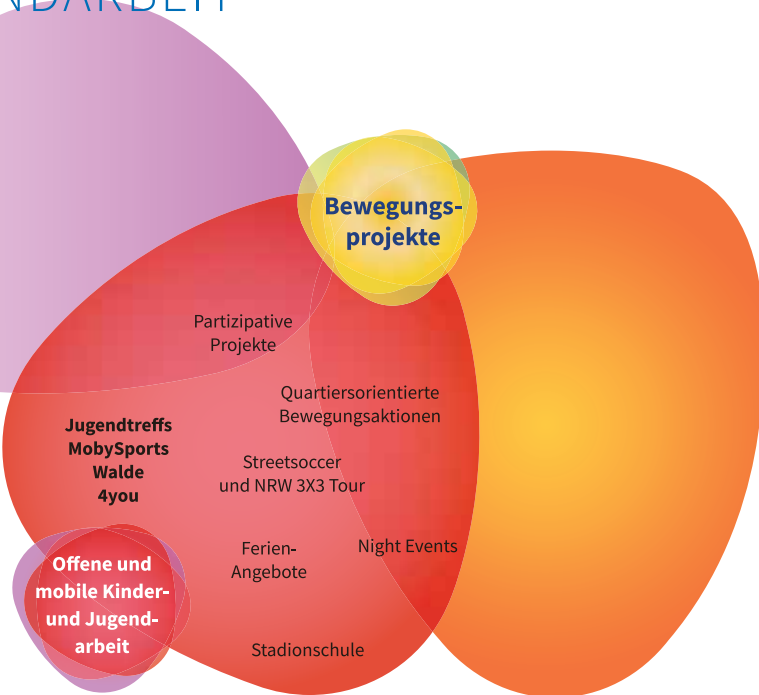 Bewegungs-
projekte
Partizipative
Projekte
Quartiersorientierte
Bewegungsaktionen
Jugendtreffs
MobySports
Walde
4you
Streetsoccer
und NRW 3X3 Tour
Ferien-
Angebote
Night Events
Offene und
mobile Kinder-
und Jugend-
arbeit
Stadionschule